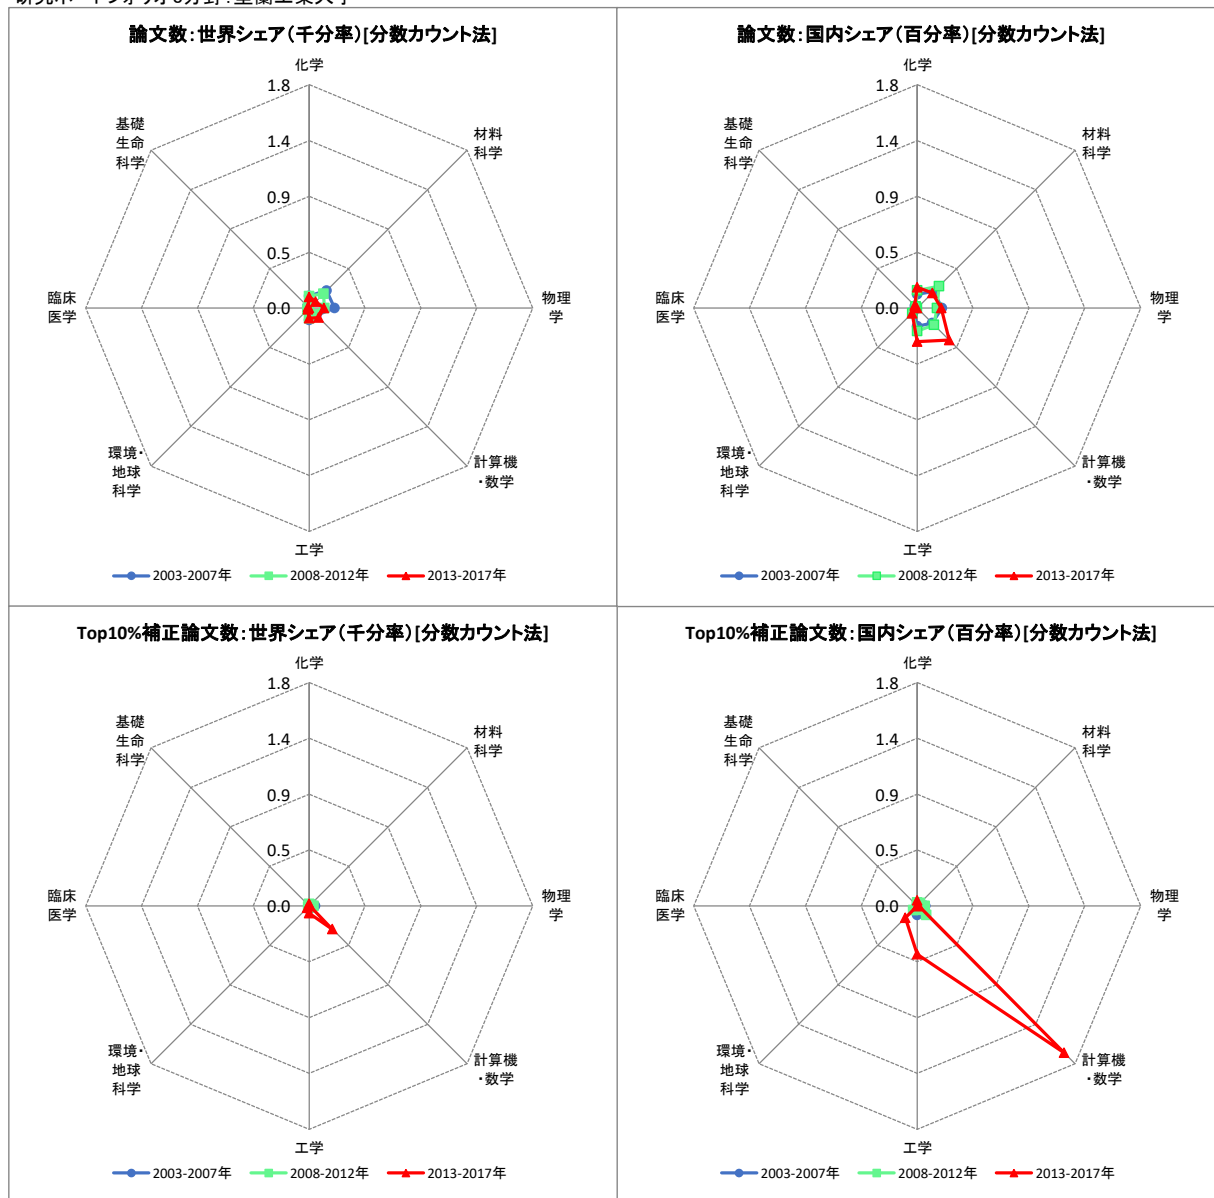 論文数：世界シェア（千分率）[分数カウント法]
化学
1.8
1.4
0.9
0.5
0.0
材料
科学
物理
学
計算機
・数学
工学
環境・
地球
科学
臨床
医学
基礎
生命
科学
2003-2007年
2008-2012年
2013-2017年
論文数：国内シェア（百分率）[分数カウント法]
化学
1.8
1.4
0.9
0.5
0.0
材料
科学
物理
学
計算機
・数学
工学
環境・
地球
科学
臨床
医学
基礎
生命
科学
2003-2007年
2008-2012年
2013-2017年
Top10%補正論文数：世界シェア（千分率）[分数カウント法]
化学
1.8
1.4
0.9
0.5
0.0
材料
科学
物理
学
計算機
・数学
工学
環境・
地球
科学
臨床
医学
基礎
生命
科学
2003-2007年
2008-2012年
2013-2017年
Top10%補正論文数：国内シェア（百分率）[分数カウント法]
化学
1.8
1.4
0.9
0.5
0.0
材料
科学
物理
学
計算機
・数学
工学
環境・
地球
科学
臨床
医学
基礎
生命
科学
2003-2007年
2008-2012年
2013-2017年